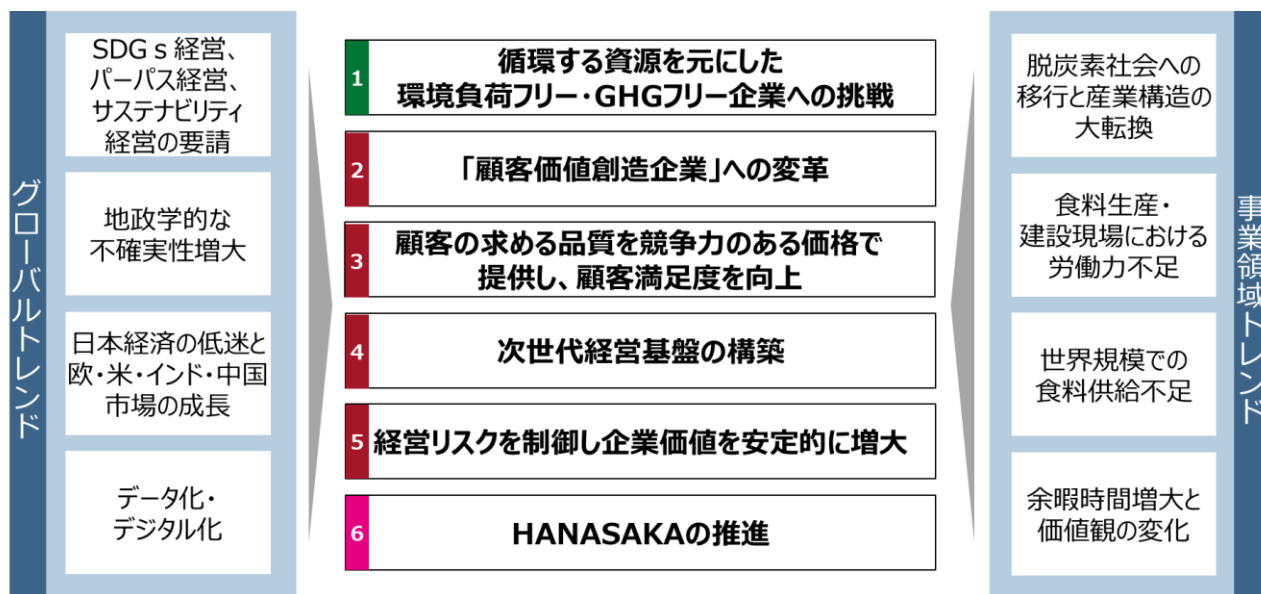 グローバルトレンド
SDGｓ経営、
パーパス経営、
サステナビリティ
経営の要請
地政学的な
不確実性増大
日本経済の低迷と
欧・米・インド・中国
市場の成長
データ化・
デジタル化
1
循環する資源を元にした
環境負荷フリー・GHGフリー企業への挑戦
2
「顧客価値創造企業」への変革
3
顧客の求める品質を競争力のある価格で
提供し、顧客満足度を向上
4
次世代経営基盤の構築
5
経営リスクを制御し企業価値を安定的に増大
6
HANASAKAの推進
脱炭素社会への
移行と産業構造の
大転換
食料生産・
建設現場における
労働力不足
世界規模での
食料供給不足
余暇時間増大と
価値観の変化
事業領域トレンド